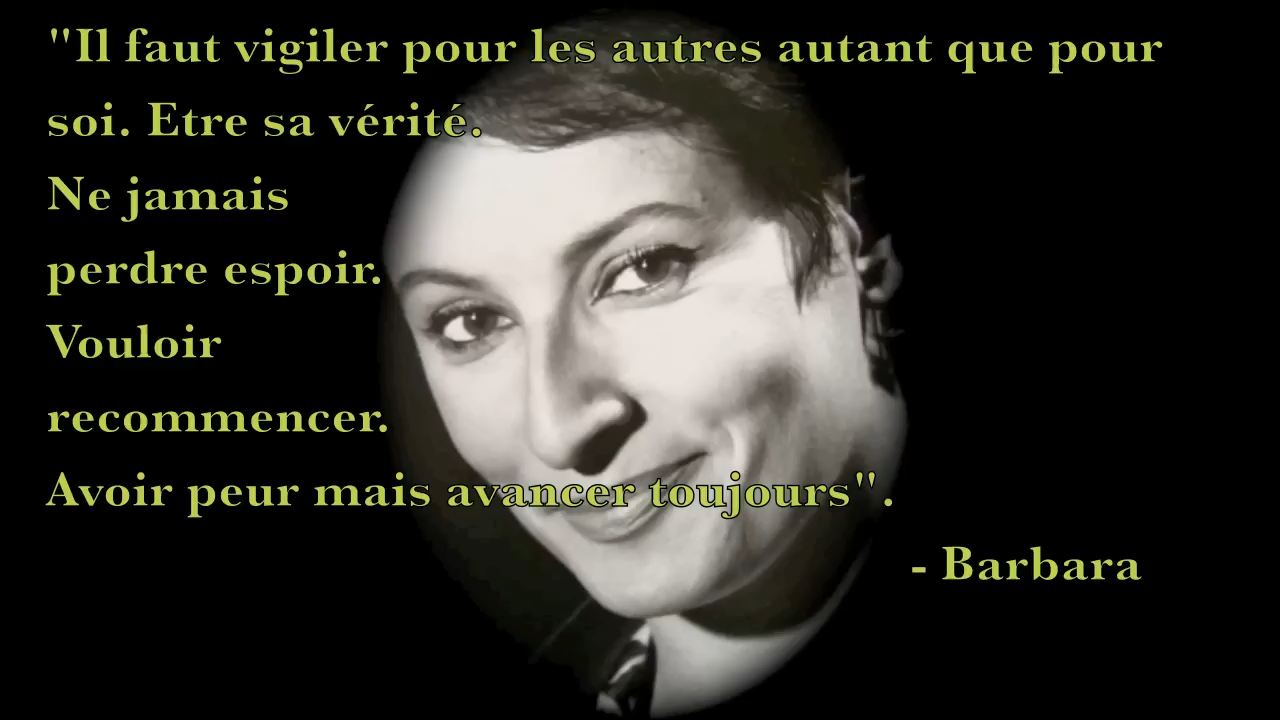 "Il faut vigiler pour les autres autant que pour
soi. Etre sa vérité.
Ne jamais
perdre espoir.
Vouloir
recommencer.
Avoir peur mais avancer toujours".
- Barbara